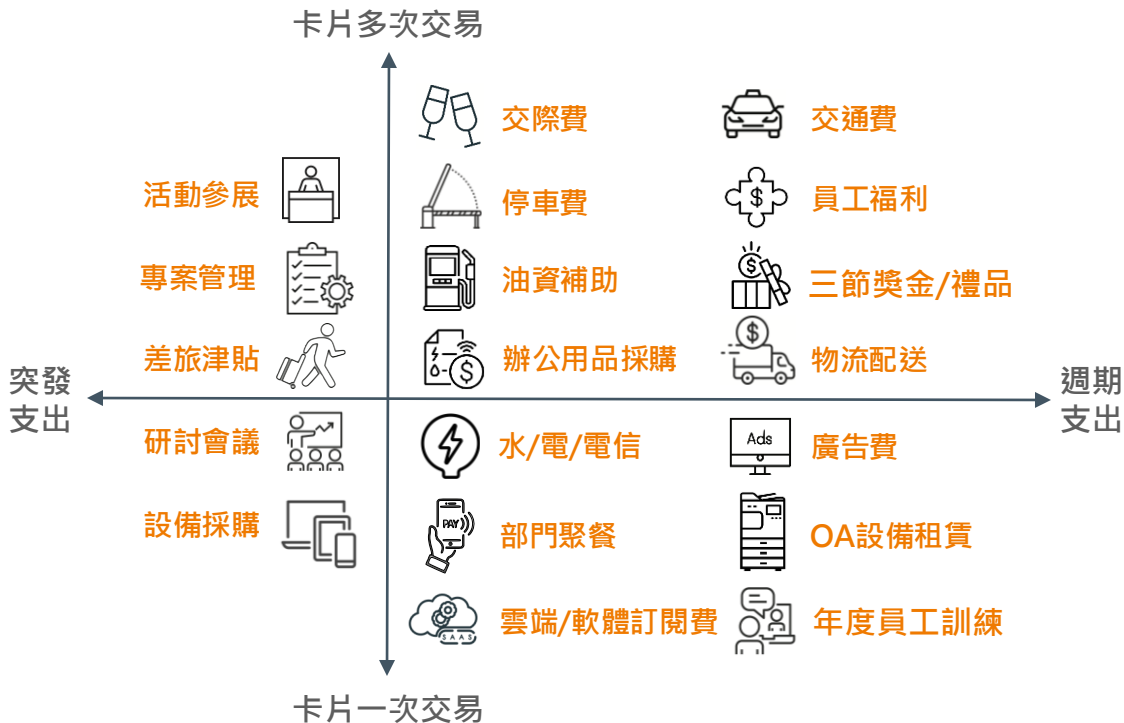 卡片多次交易
交際費
交通費
活動參展
停車費
員工福利
$
專案管理
油資補助
$
三節獎金/禮品
差旅津貼
$
辦公用品採購
$
物流配送
突發
支出
週期
支出
研討會議
水/電/電信
Ads
廣告費
設備採購
PAY
部門聚餐
OA設備租賃
SAAS
雲端/軟體訂閱費
年度員工訓練
卡片一次交易